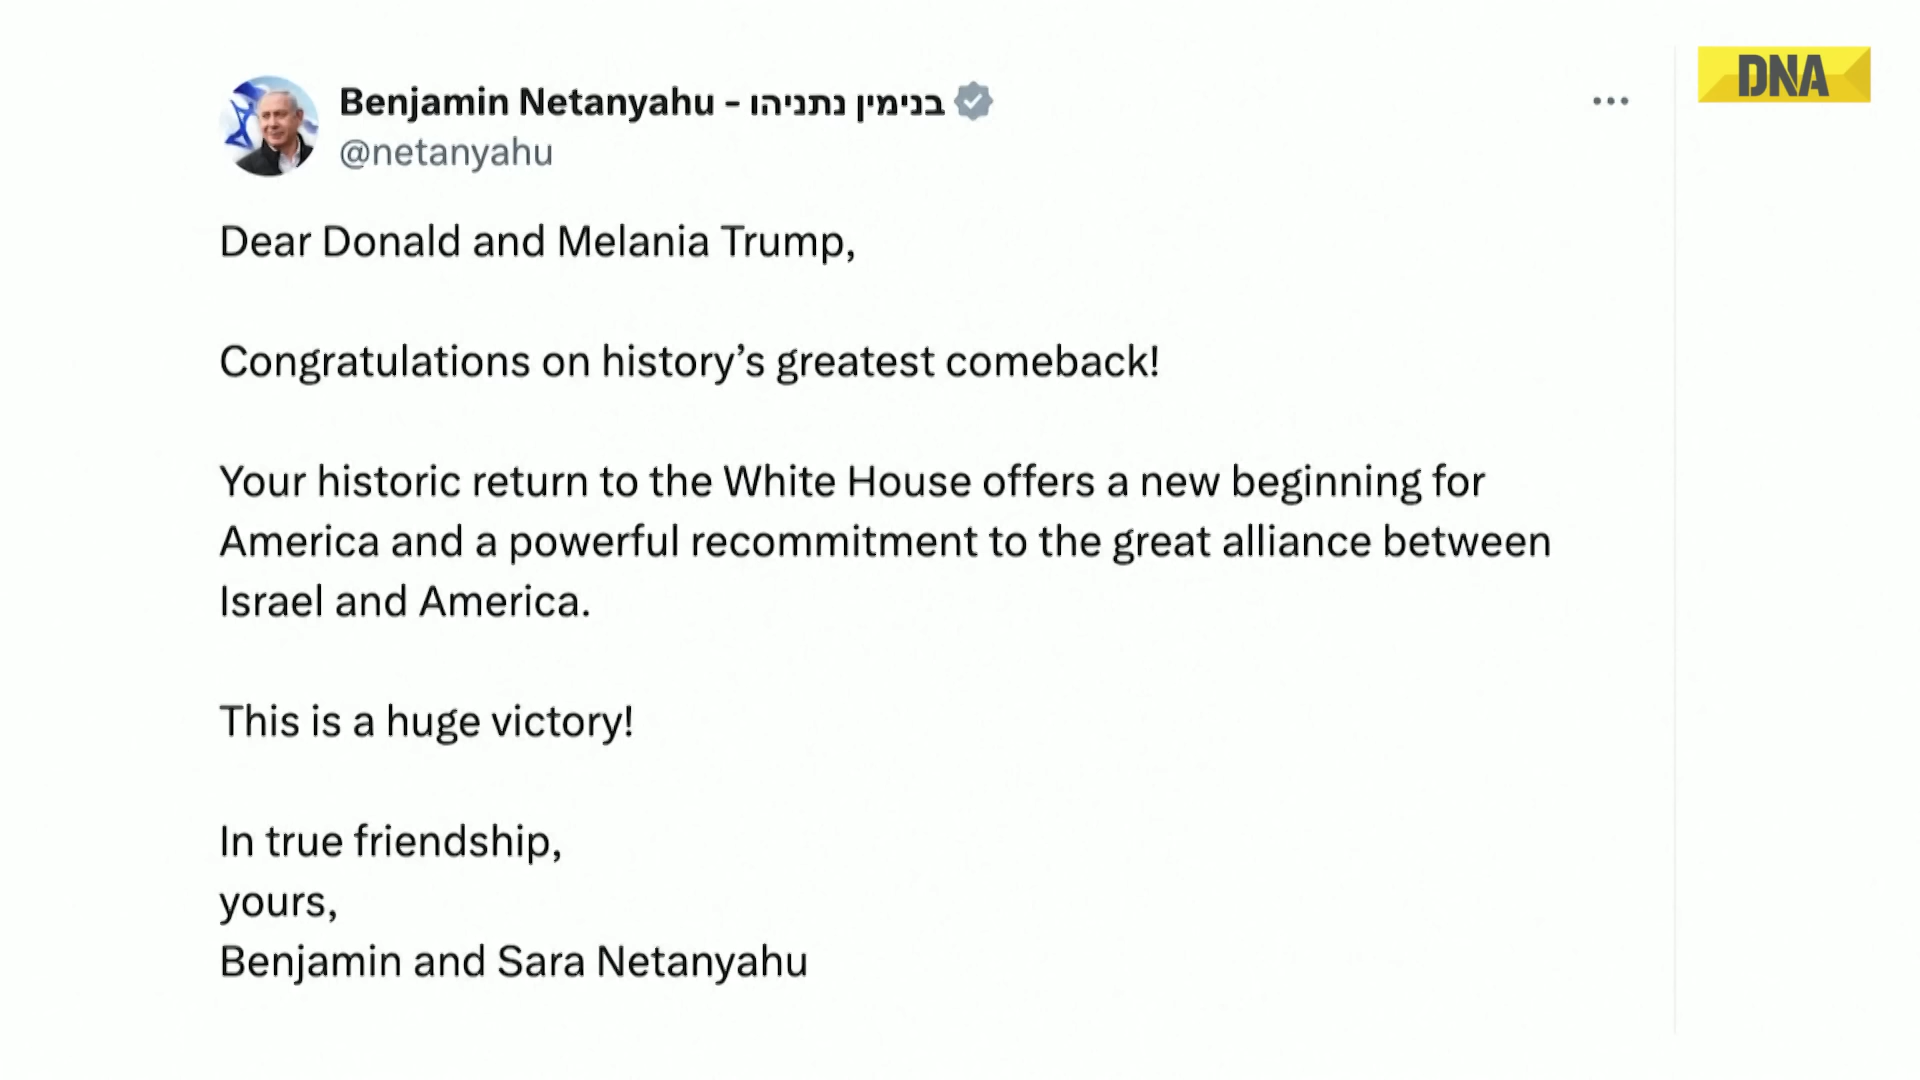 Benjamin Netanyahu - בנימין נתניהו
DNA
@netanyahu
Dear Donald and Melania Trump,
Congratulations on history’s greatest comeback!
Your historic return to the White House offers a new beginning for
America and a powerful recommitment to the great alliance between
Israel and America.
This is a huge victory!
In true friendship,
yours,
Benjamin and Sara Netanyahu